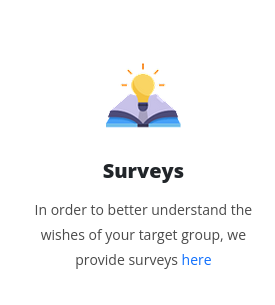 Surveys
In order to better understand the
wishes of your target group, we
provide surveys here